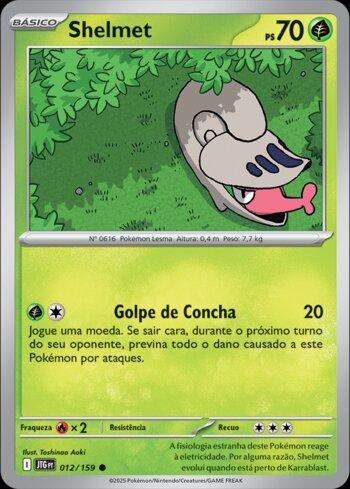 BÁSICO
Shelmet
PS 70
Nº 0616 Pokémon Lesma Altura: 0,4 m Peso: 7,7 kg
Golpe de Concha 20
Jogue uma moeda. Se sair cara, durante o próximo turno
do seu oponente, previna todo o dano causado a este
Pokémon por ataques.
Fraqueza ×2 Resistência Recuo
Ilust. Toshinao Aoki
I JTG PT 012/159
A fisiologia estranha deste Pokémon reage
à eletricidade. Por alguma razão, Shelmet
evolui quando está perto de Karrablast.
©2025 Pokémon/Nintendo/Creatures/GAME FREAK